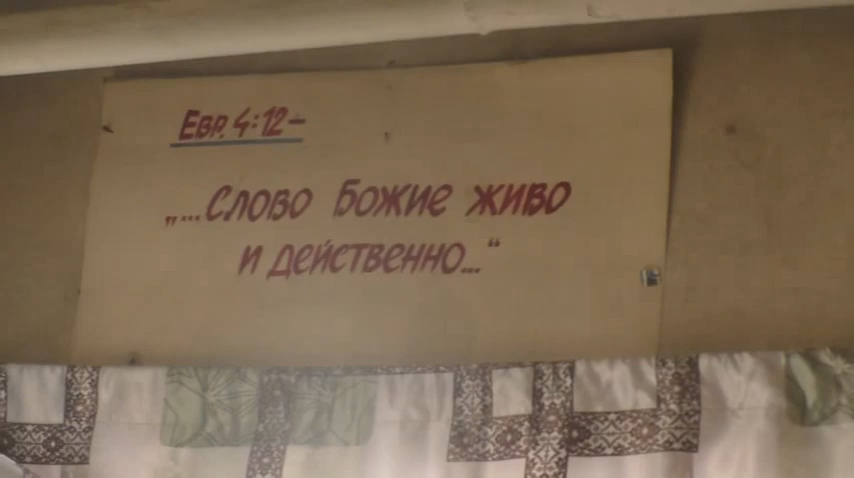 Евр. 4:12-
„...Слово Божие живо
и действенно...“